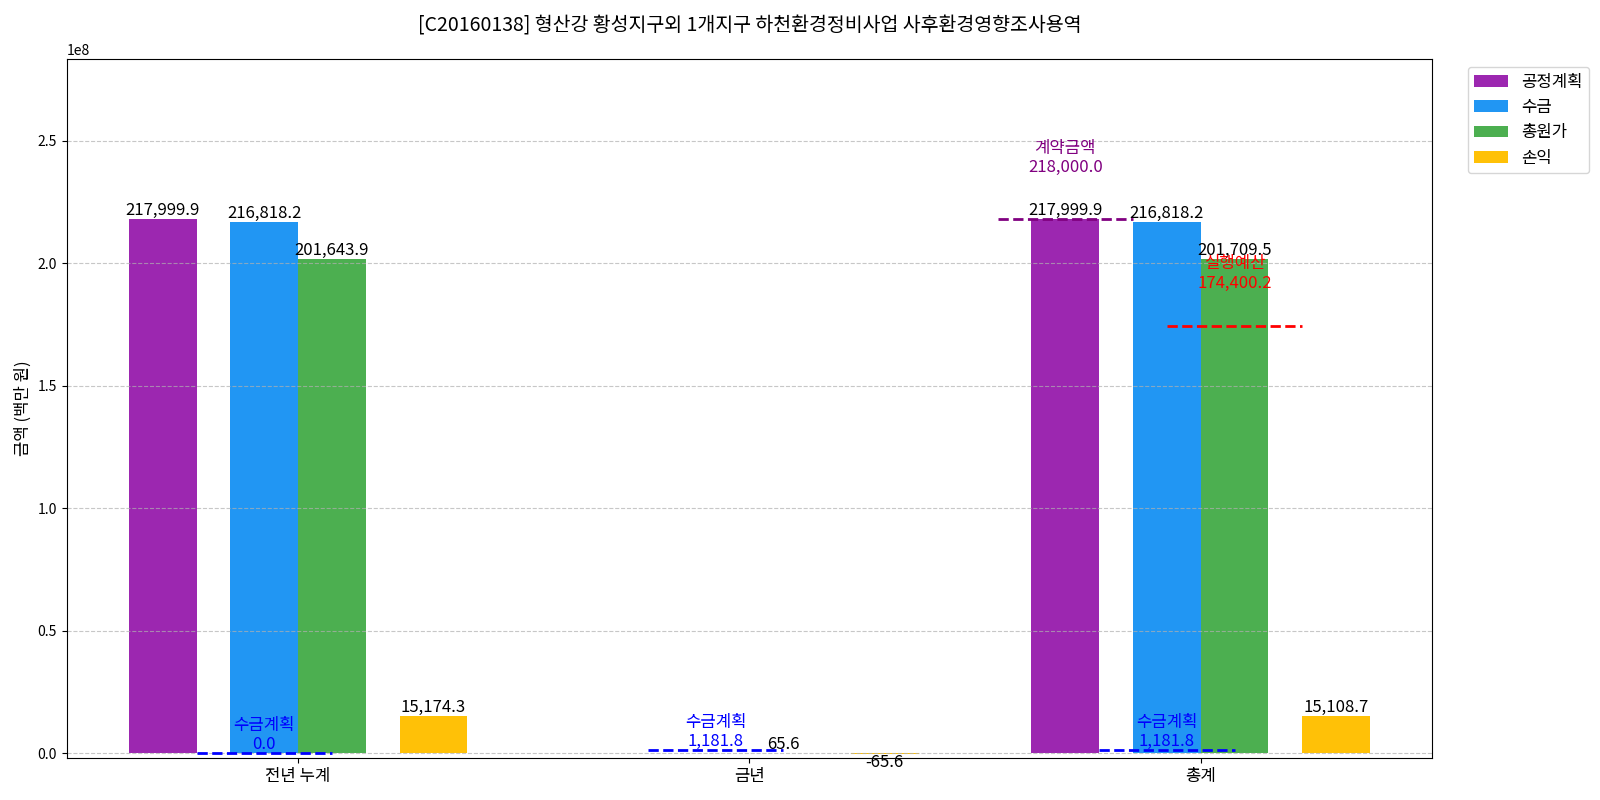 [C20160138] 형산강 황성지구외 1개지구 하천환경정비사업 사후환경영향조사용역
1e8
공정계획
수금
총원가
손익
금액 (백만 원)
2.5
2.0
1.5
1.0
0.5
0.0
217,999.9
216,818.2
201,643.9
15,174.3
수금계획
0.0
수금계획
1,181.8
65.6
-65.6
계약금액
218,000.0
217,999.9
216,818.2
201,709.5
실행예산
174,400.2
수금계획
1,181.8
15,108.7
전년 누계
금년
총계